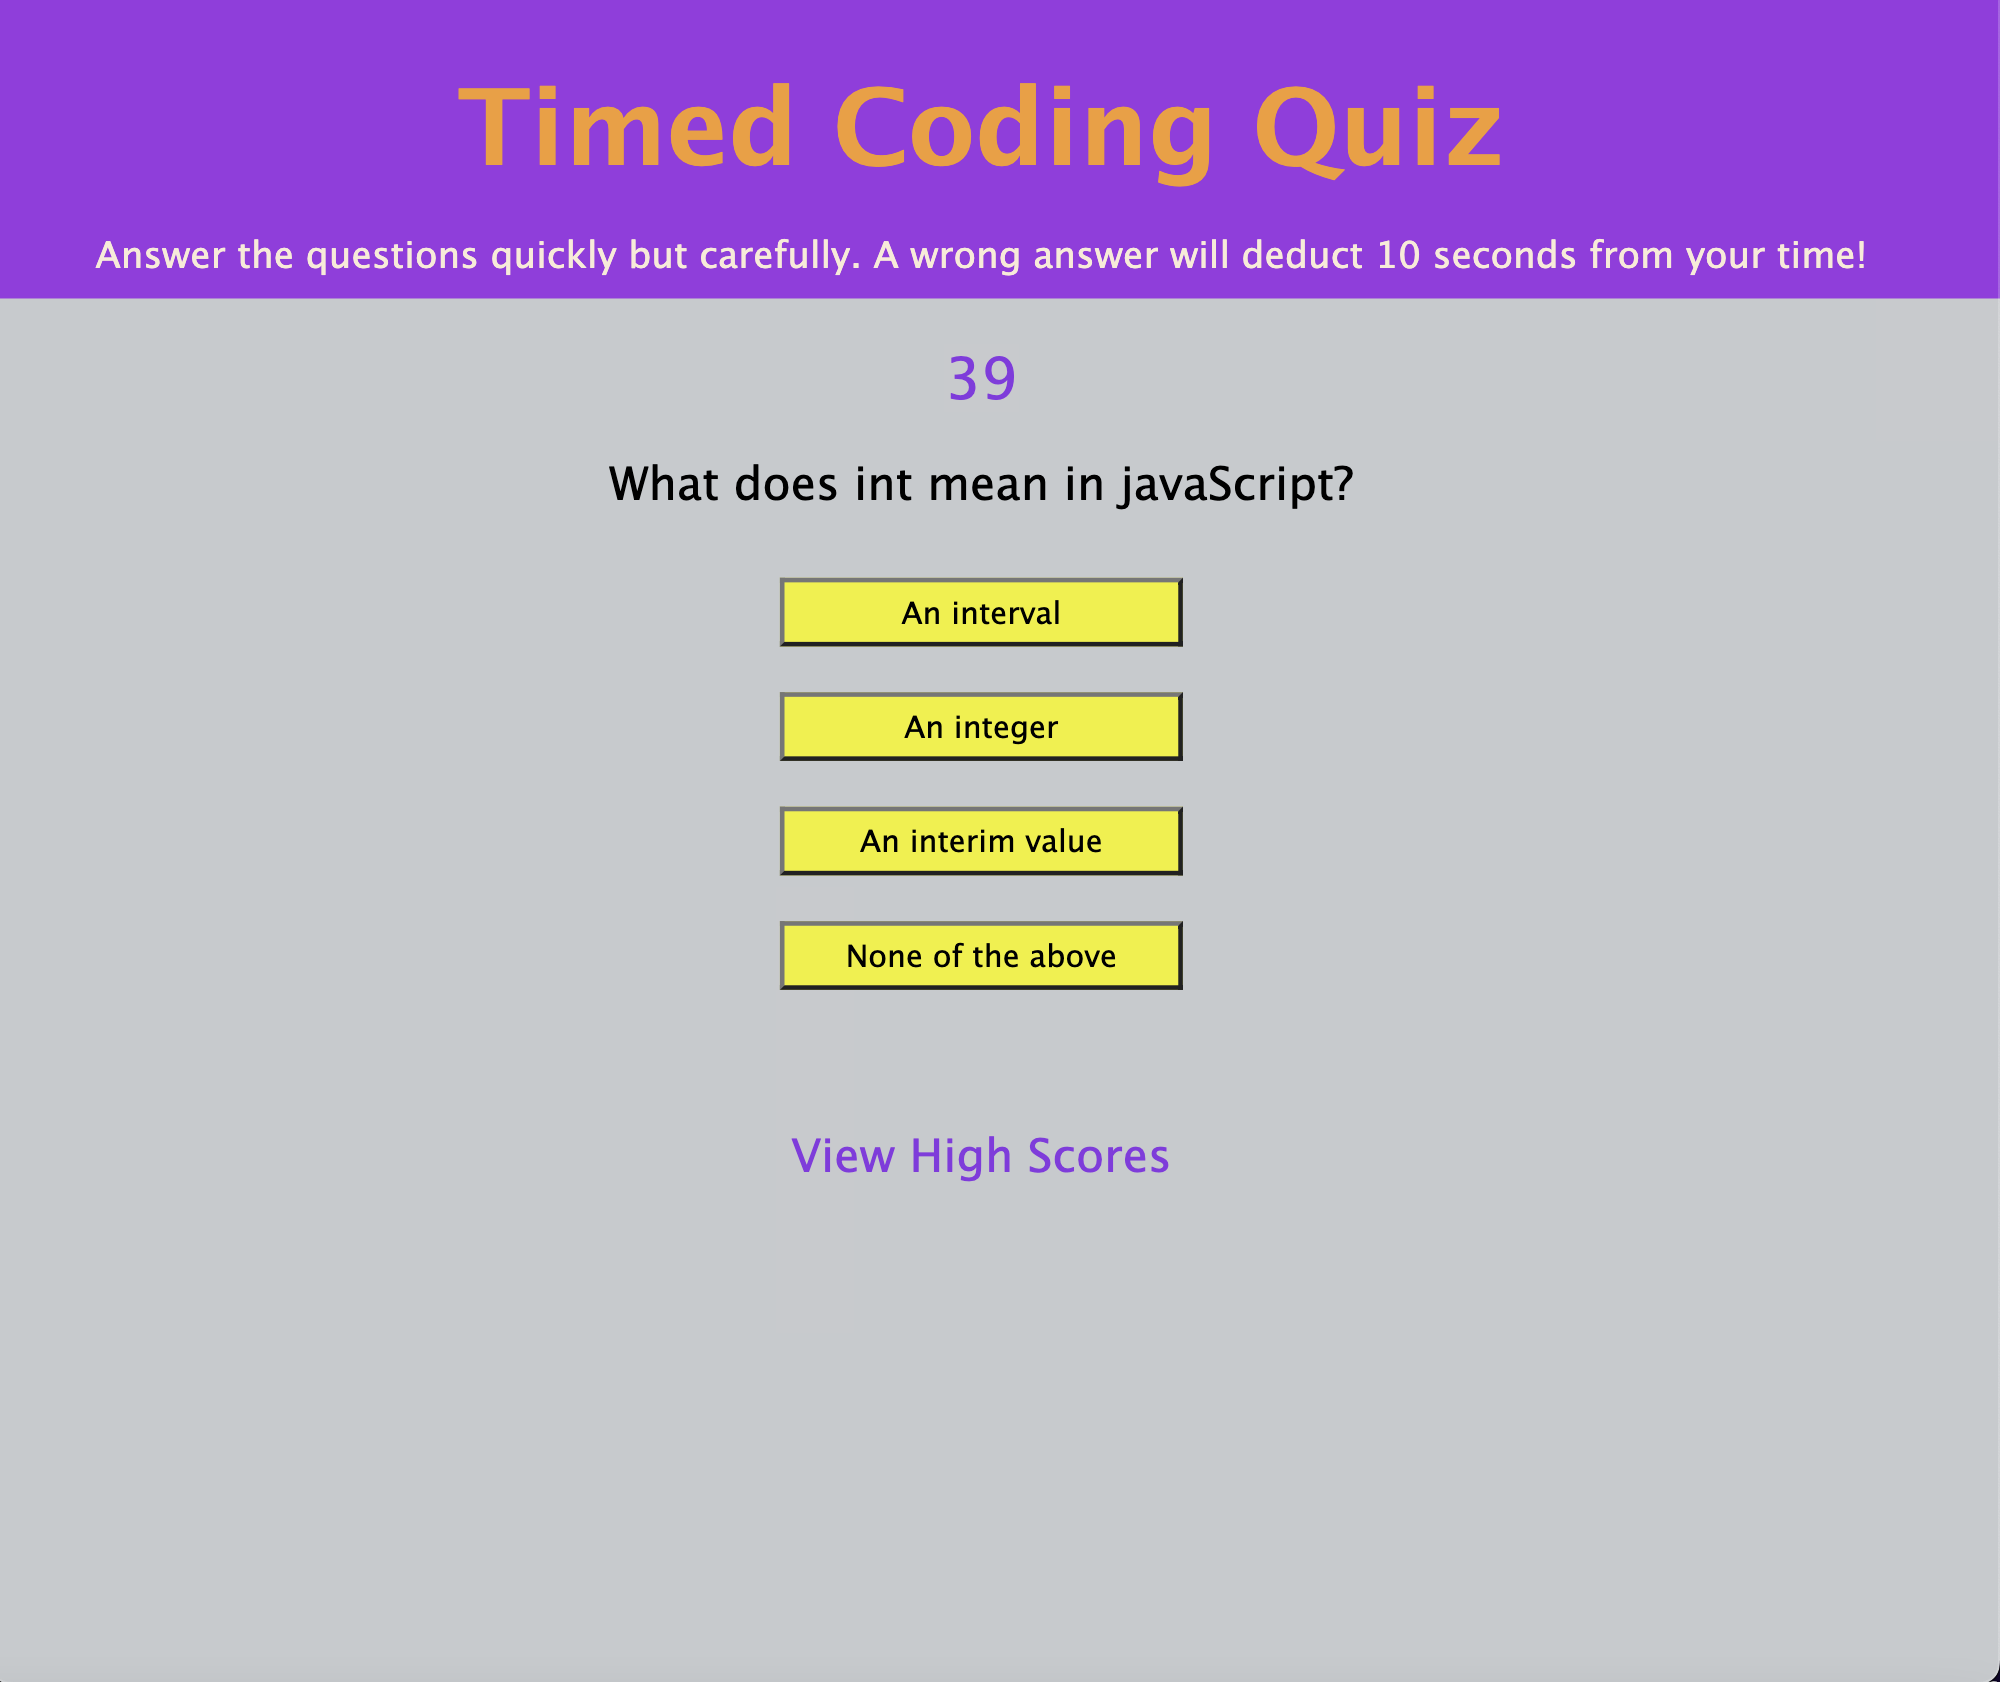 Timed Coding Quiz
Answer the questions quickly but carefully. A wrong answer will deduct 10 seconds from your time!
39
What does int mean in javaScript?
An interval
An integer
An interim value
None of the above
View High Scores